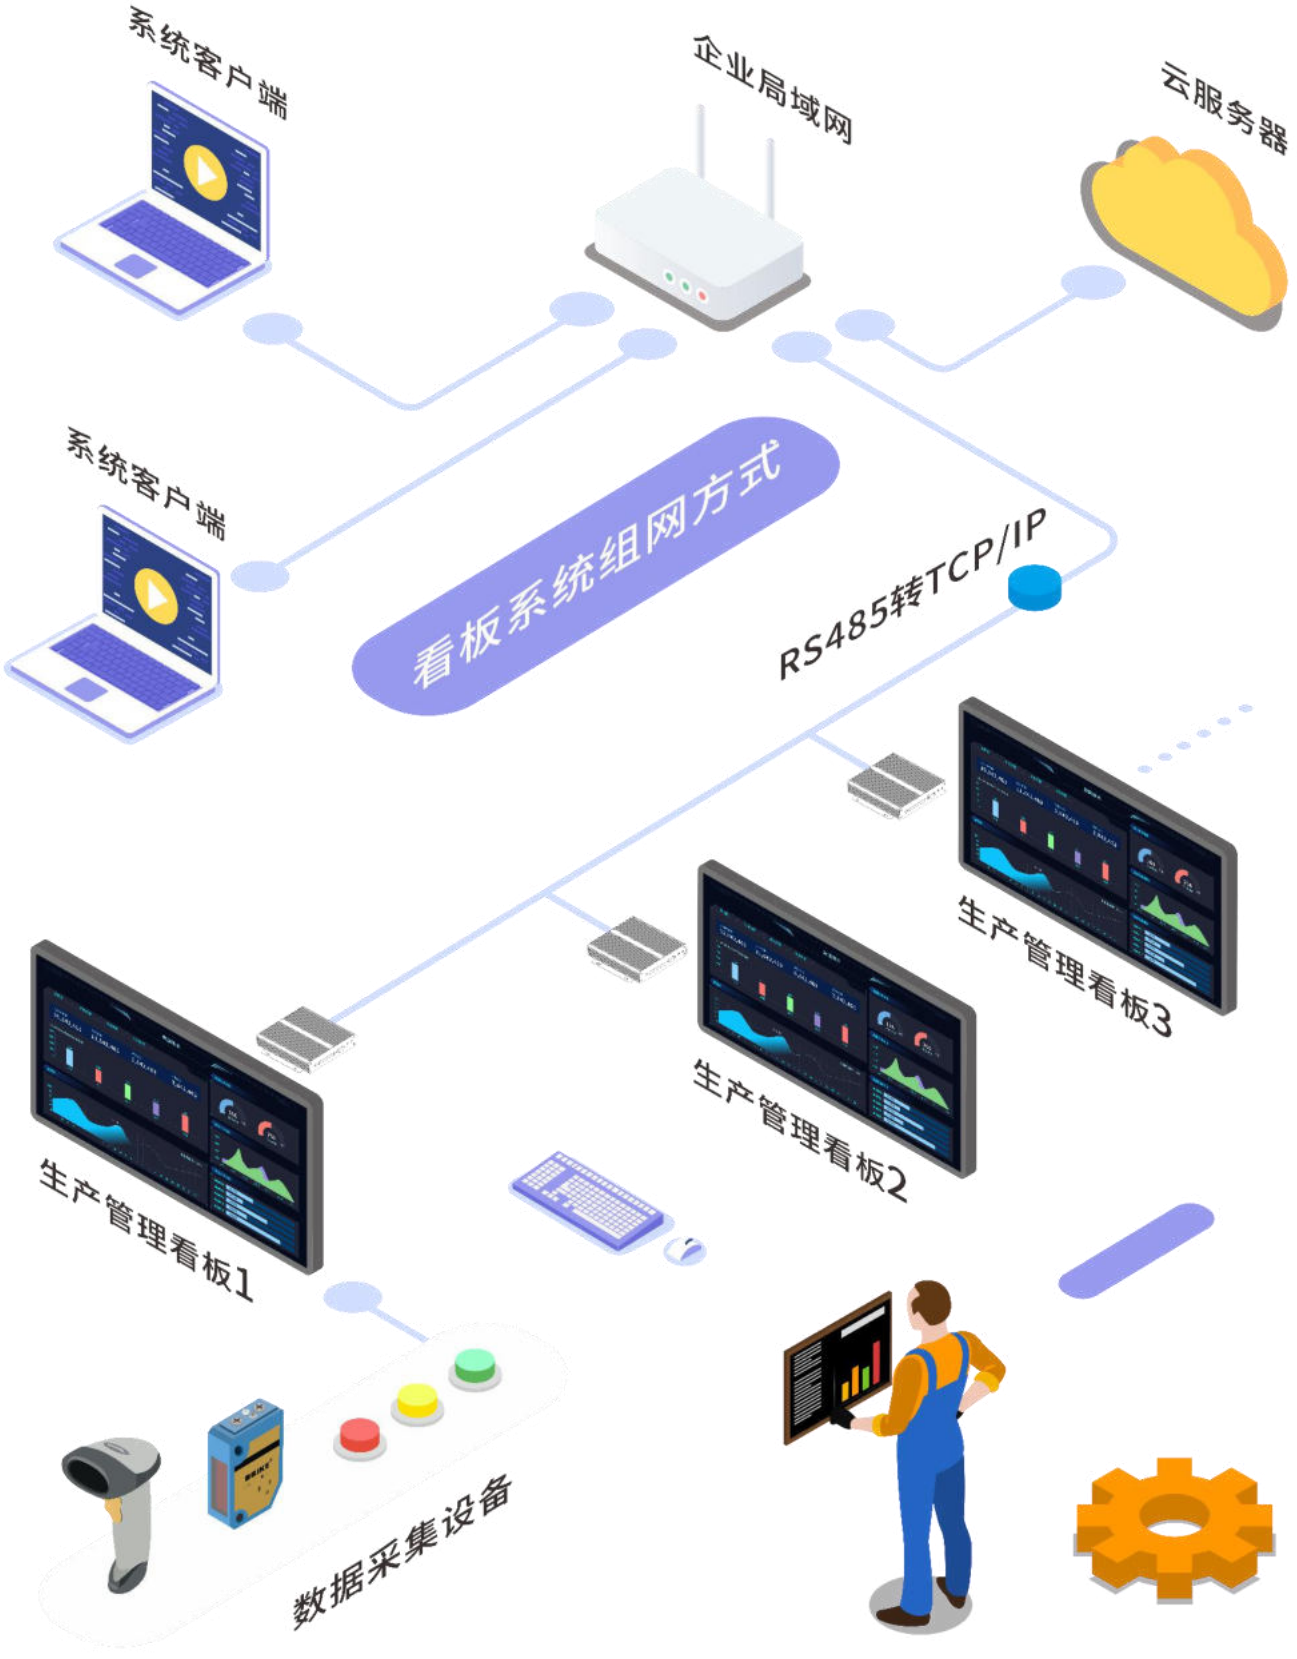 系统客户端
企业局域网
云服务器
系统客户端
看板系统组网方式
RS485转TCP/IP
生产管理看板3
生产管理看板2
生产管理看板1
数据采集设备